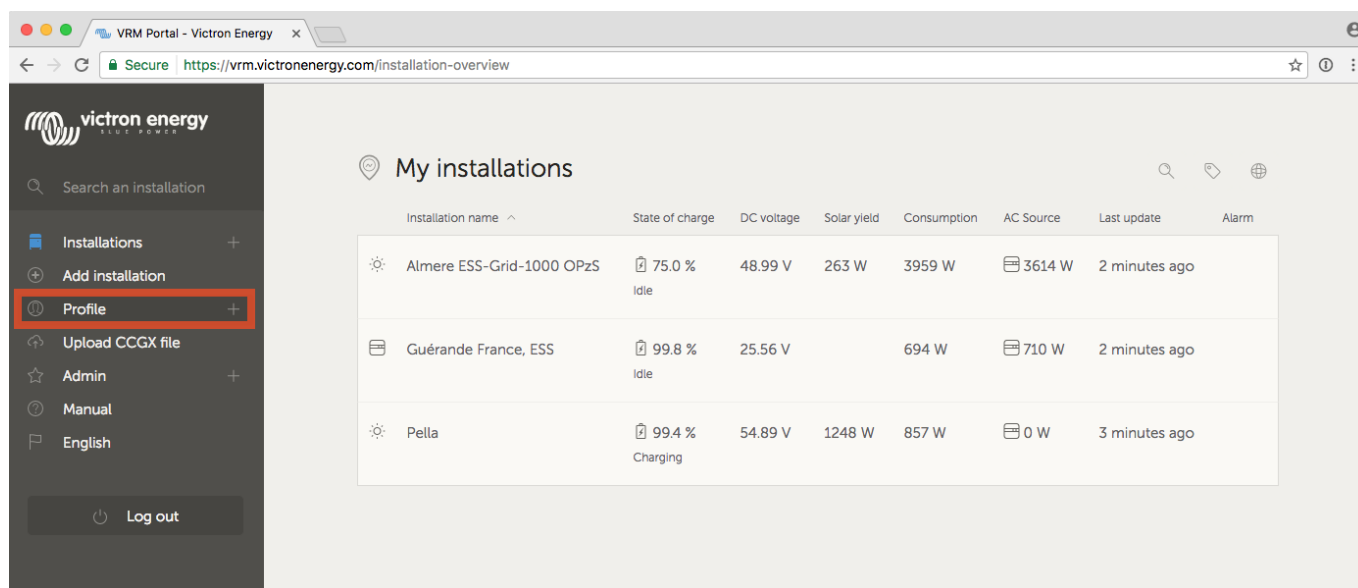 VRM Portal - Victron Energy
Secure https://vrm.victronenergy.com/installation-overview
victron energy
BLUE POWER
Search an installation
Installations
Add installation
Profile
Upload CCGX file
Admin
Manual
English
Log out
My installations
Installation name State of charge DC voltage Solar yield Consumption AC Source Last update Alarm
Almere ESS-Grid-1000 OPzS 75.0 % 48.99 V 263 W 3959 W 3614 W 2 minutes ago
Idle
Guérande France, ESS 99.8 % 25.56 V 694 W 710 W 2 minutes ago
Idle
Pella 99.4 % 54.89 V 1248 W 857 W 0 W 3 minutes ago
Charging